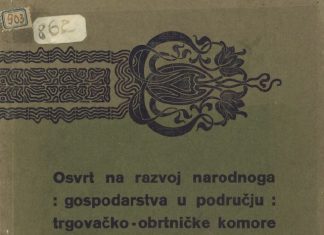 903
862
Osvrt na razvoj narodnoga
: gospodarstva u području :
trgovačko-obrtničke komore